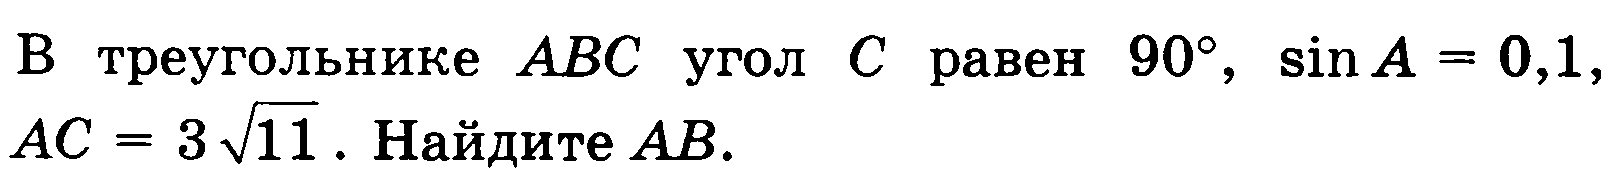 В треугольнике ABC угол C равен 90°, sin A = 0,1,
AC = 3√11. Найдите AB.